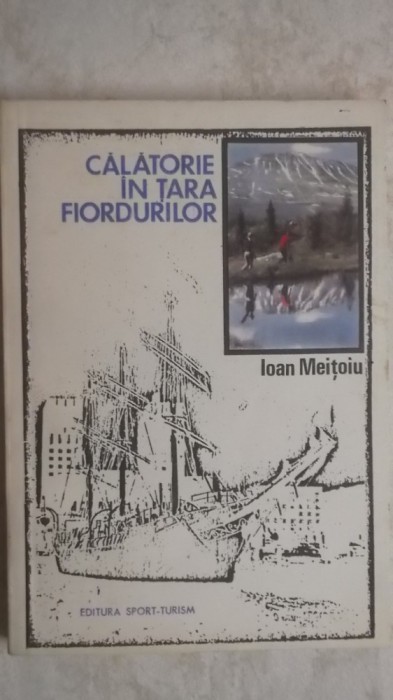 CĂLĂTORIE
ÎN ȚARA
FIORDURILOR
Ioan Meițoiu
EDITURA SPORT-TURISM